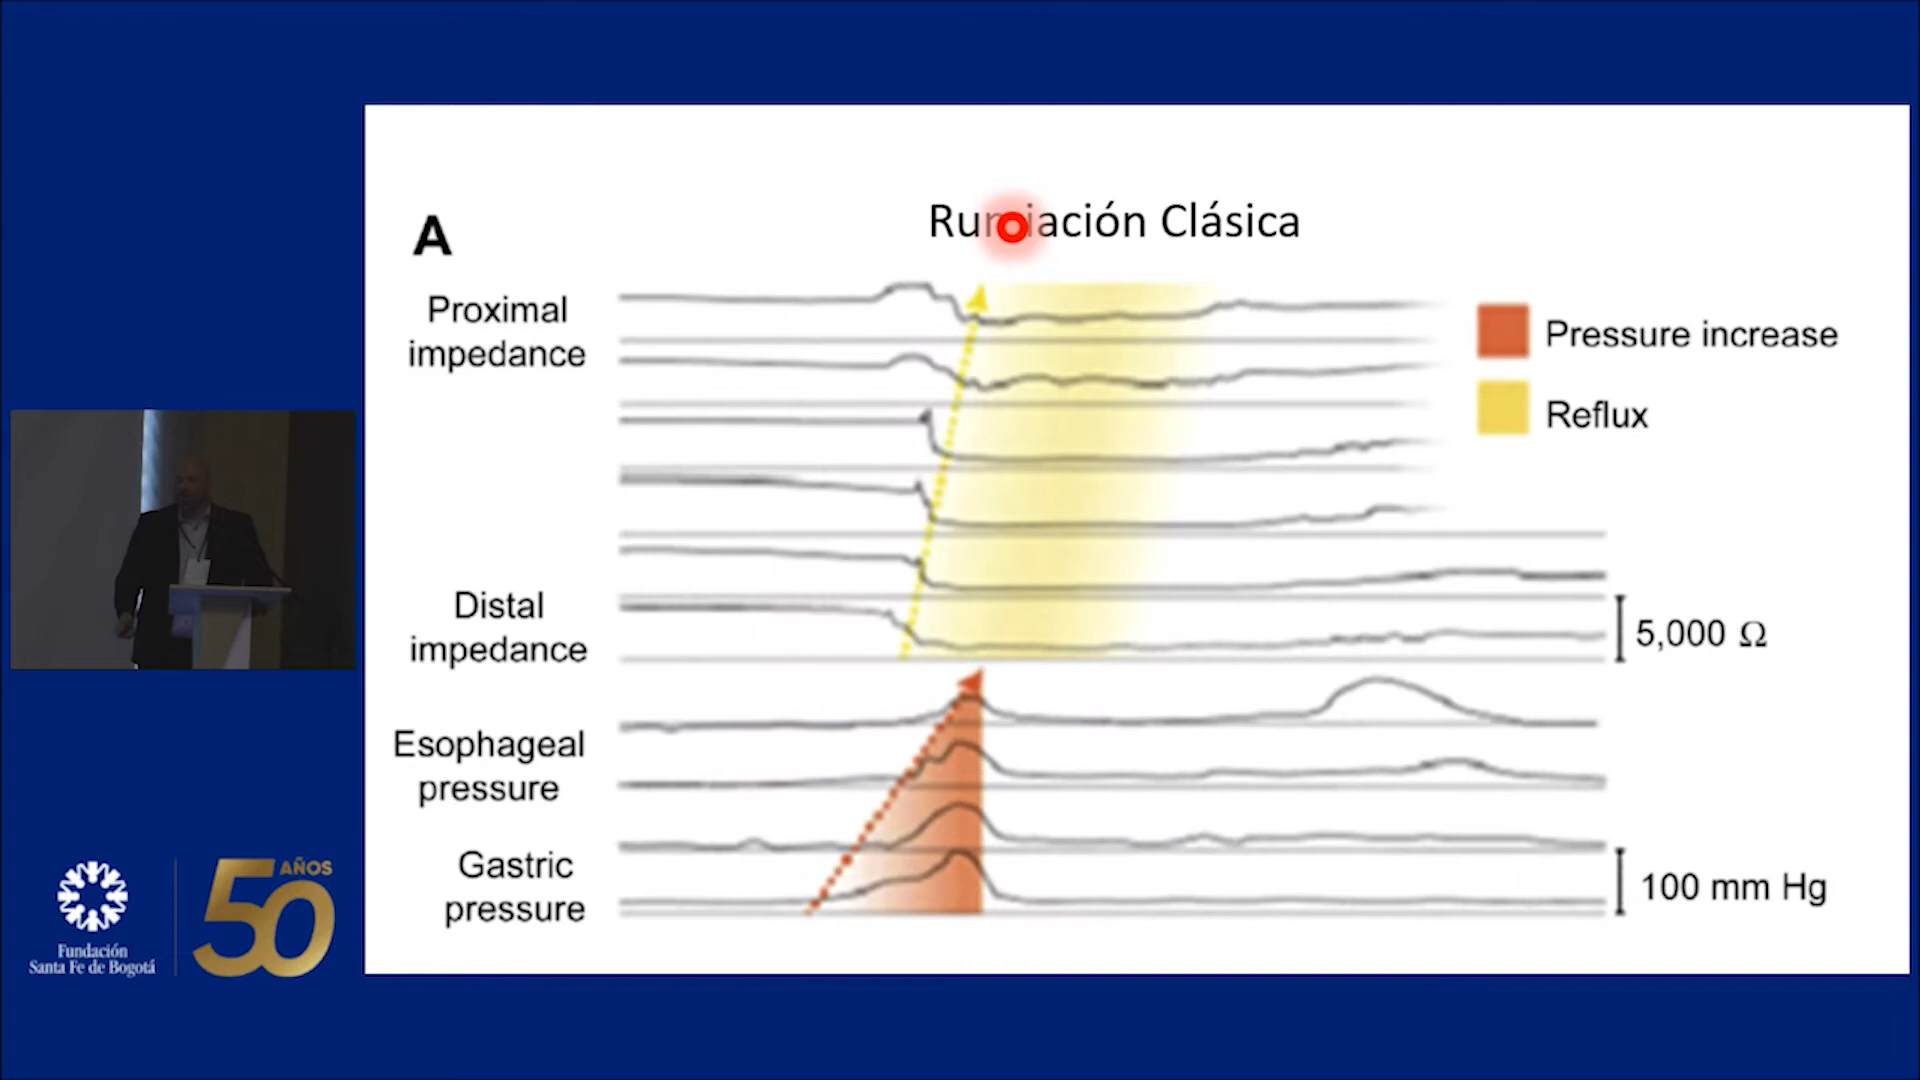 Rumiación Clásica
A
Proximal
impedance
Pressure increase
Reflux
Distal
impedance
5,000 Ω
Esophageal
pressure
Gastric
pressure
100 mm Hg
Fundación
Santa Fe de Bogotá
50
AÑOS